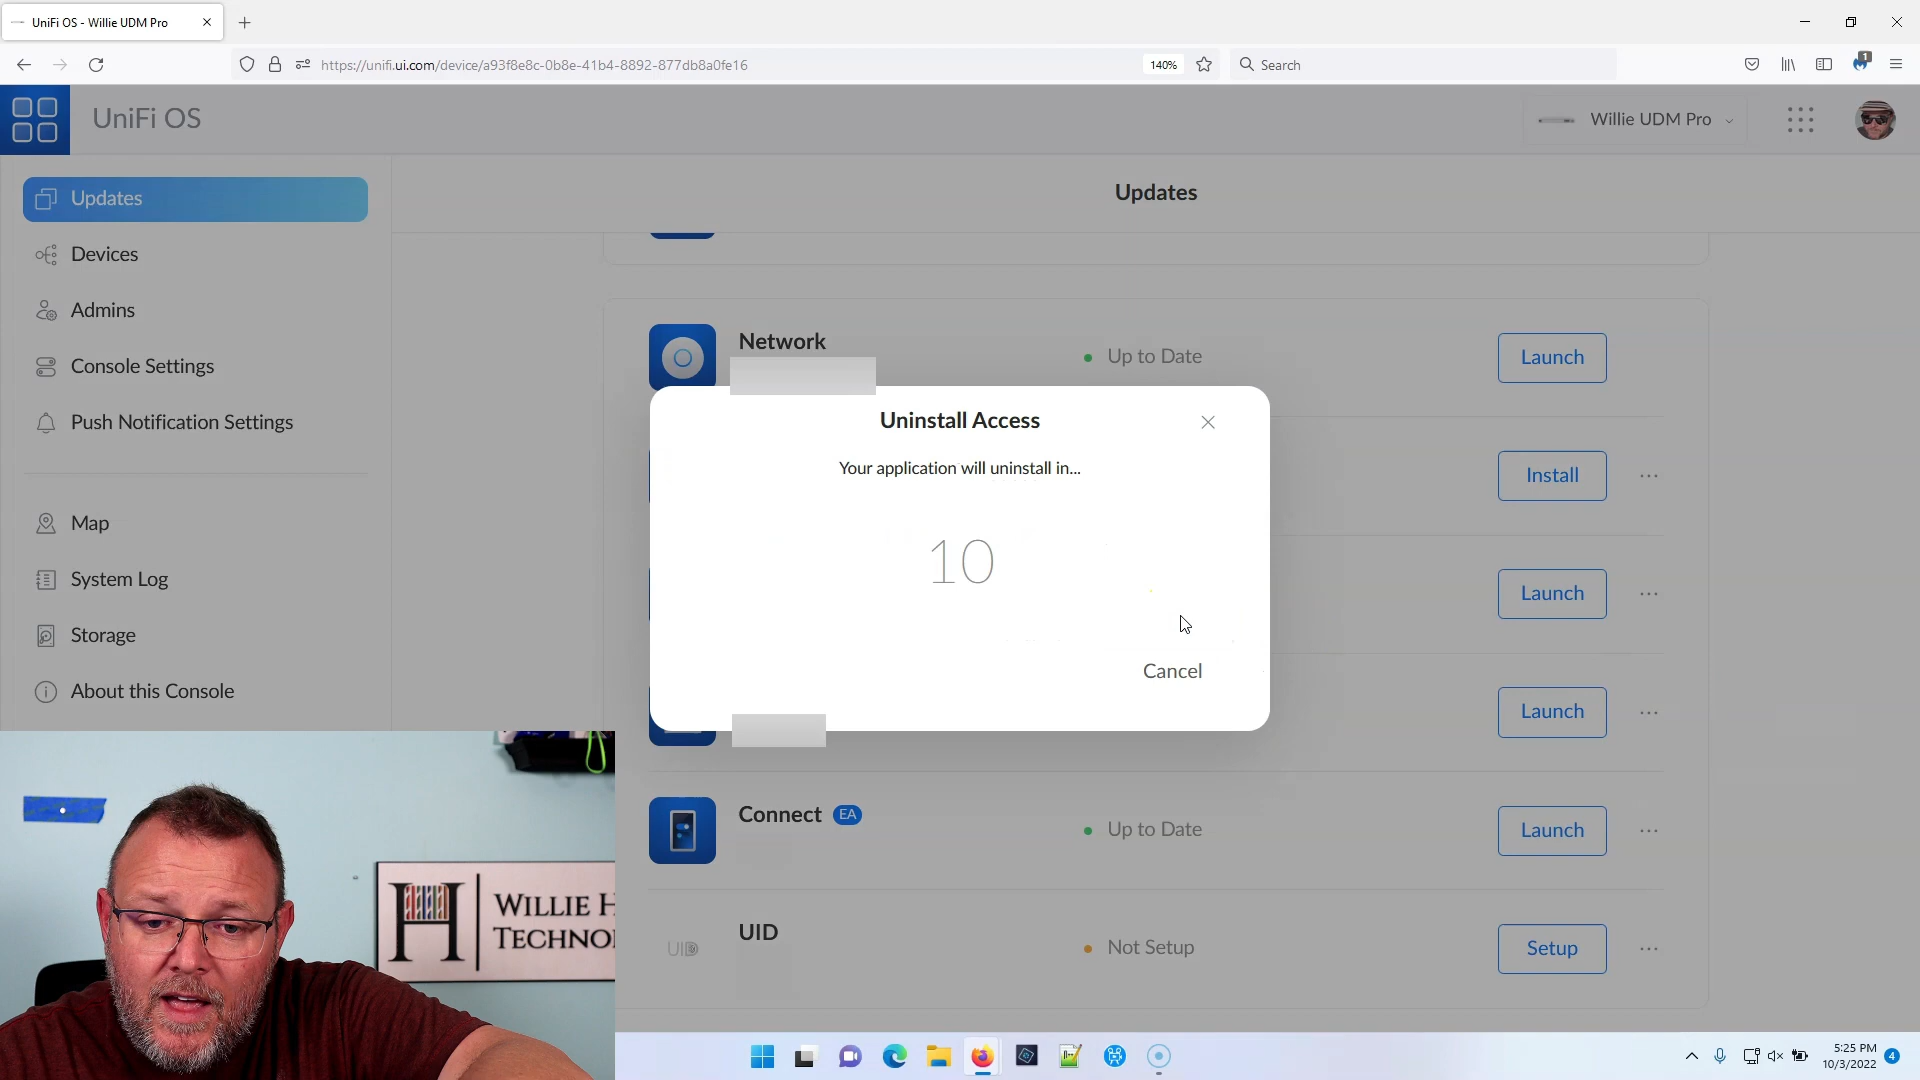 UniFi OS - Willie UDM Pro
https://unifi.ui.com/device/a93f8e8c-0b8e-41b4-8892-877db8a0fe16
140%
Search
1
UniFi OS
Willie UDM Pro
Updates
Devices
Admins
Console Settings
Push Notification Settings
Map
System Log
Storage
About this Console
Updates
Network
Up to Date
Launch
Install
Launch
Launch
Uninstall Access
Your application will uninstall in...
10
Cancel
Connect EA
Up to Date
Launch
UID
UID
Not Setup
Setup
H
WILLIE H
TECHNO
5:25 PM
10/3/2022
4